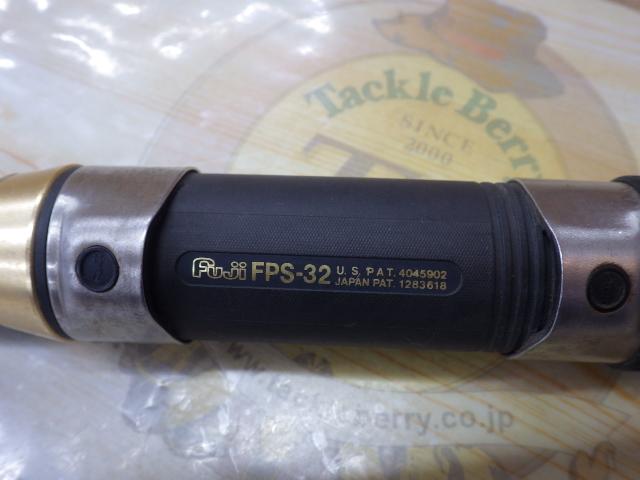 Tackle Berry
SINCE
2000
Fuji FPS-32 U.S. PAT. 4045902
JAPAN PAT. 1283618
berry.co.jp